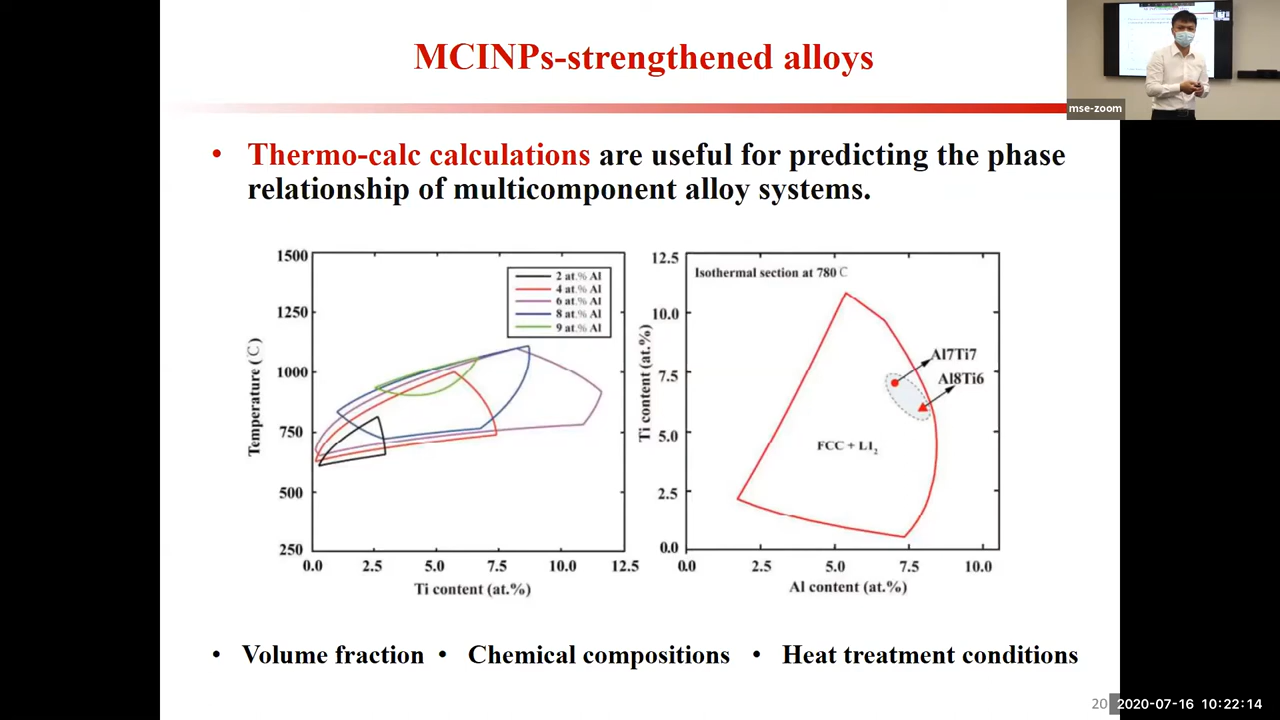 MCINPs-strengthened alloys
mse-zoom
• Thermo-calc calculations are useful for predicting the phase
relationship of multicomponent alloy systems.
1500
1250
1000
750
500
250
Temperature (℃)
2 at.% Al
4 at.% Al
6 at.% Al
8 at.% Al
9 at.% Al
0.0 2.5 5.0 7.5 10.0 12.5
Ti content (at.%)
12.5
10.0
7.5
5.0
2.5
0.0
Ti content (at.%)
Isothermal section at 780℃
Al7Ti7
Al8Ti6
FCC + L1₂
0.0 2.5 5.0 7.5 10.0
Al content (at.%)
• Volume fraction • Chemical compositions • Heat treatment conditions
20 2020-07-16 10:22:14